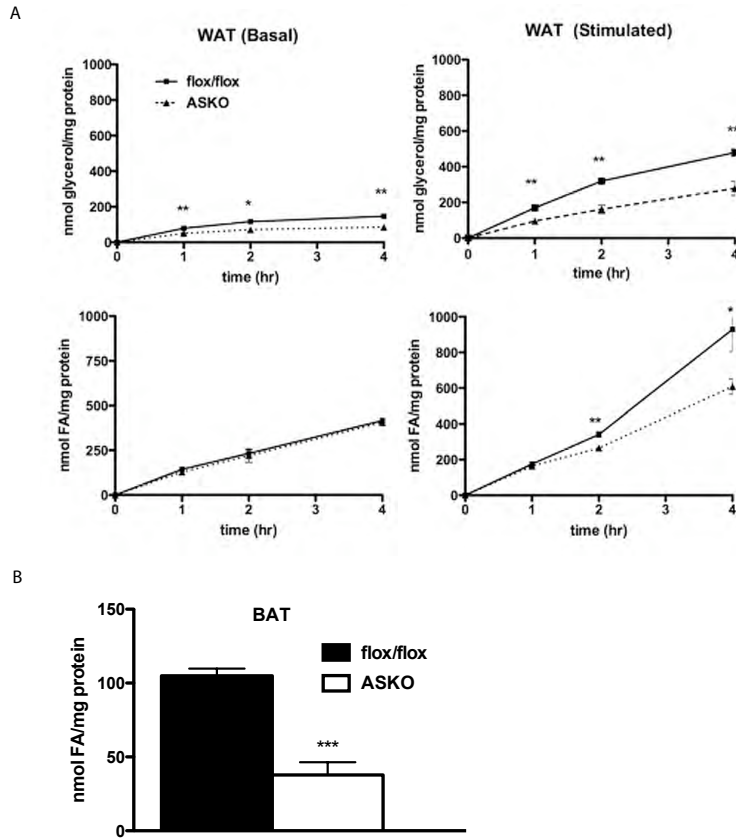 A
WAT (Basal)
nmol glycerol/mg protein
1000
800
600
400
200
0
flox/flox
ASKO
**
*
**
0 1 2 3 4
time (hr)
WAT (Stimulated)
nmol glycerol/mg protein
1000
800
600
400
200
0
**
**
**
0 1 2 3 4
time (hr)
nmol FA/mg protein
1000
750
500
250
0
0 1 2 3 4
time (hr)
nmol FA/mg protein
1000
800
600
400
200
0
**
*
0 1 2 3 4
time (hr)
B
BAT
nmol FA/mg protein
150
100
50
0
flox/flox
ASKO
***